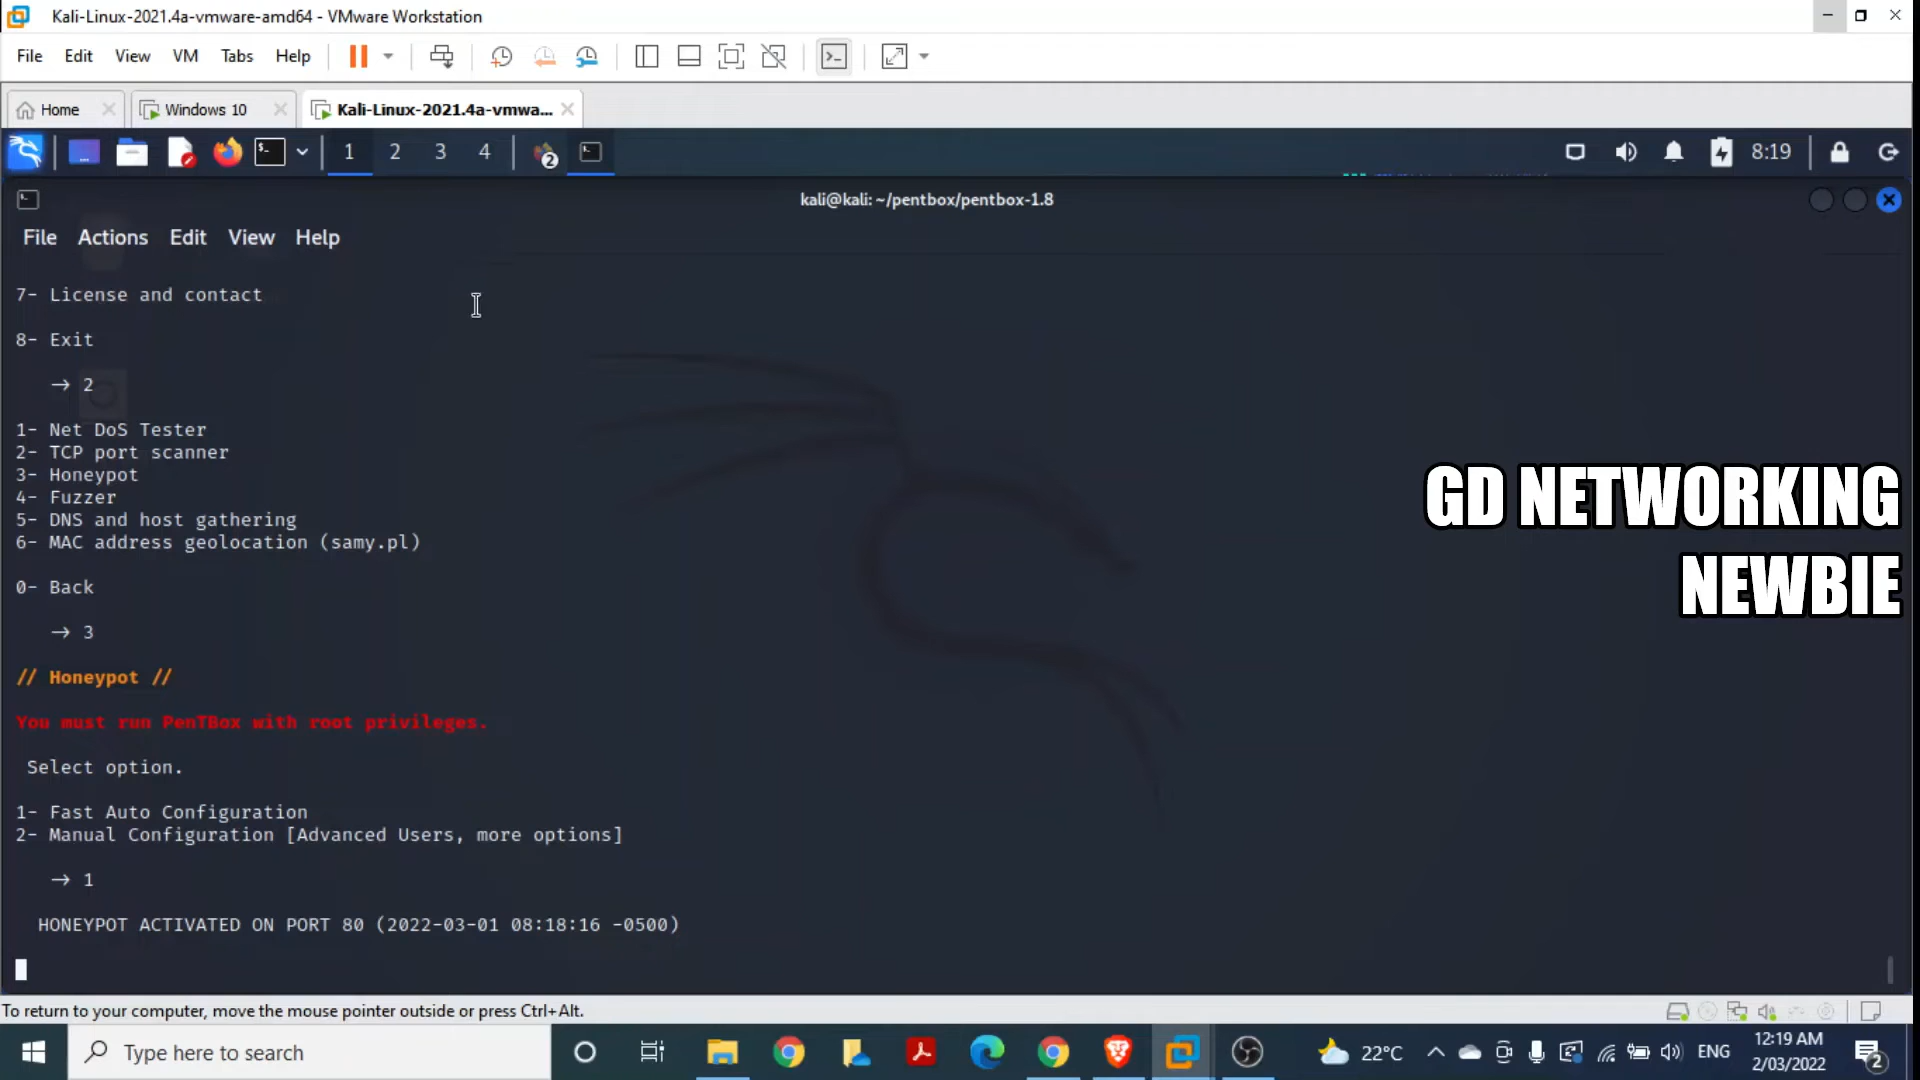 Kali-Linux-2021.4a-vmware-amd64 - VMware Workstation
File Edit View VM Tabs Help
Home Windows 10 Kali-Linux-2021.4a-vmwa...
1 2 3 4 2 8:19
kali@kali: ~/pentbox/pentbox-1.8
File Actions Edit View Help
7- License and contact
8- Exit
→ 2
1- Net DoS Tester
2- TCP port scanner
3- Honeypot
4- Fuzzer
5- DNS and host gathering
6- MAC address geolocation (samy.pl)
0- Back
→ 3
// Honeypot //
You must run PenTBox with root privileges.
Select option.
1- Fast Auto Configuration
2- Manual Configuration [Advanced Users, more options]
→ 1
HONEYPOT ACTIVATED ON PORT 80 (2022-03-01 08:18:16 -0500)
GD NETWORKING
NEWBIE
To return to your computer, move the mouse pointer outside or press Ctrl+Alt.
Type here to search
22°C
ENG
12:19 AM
2/03/2022
2